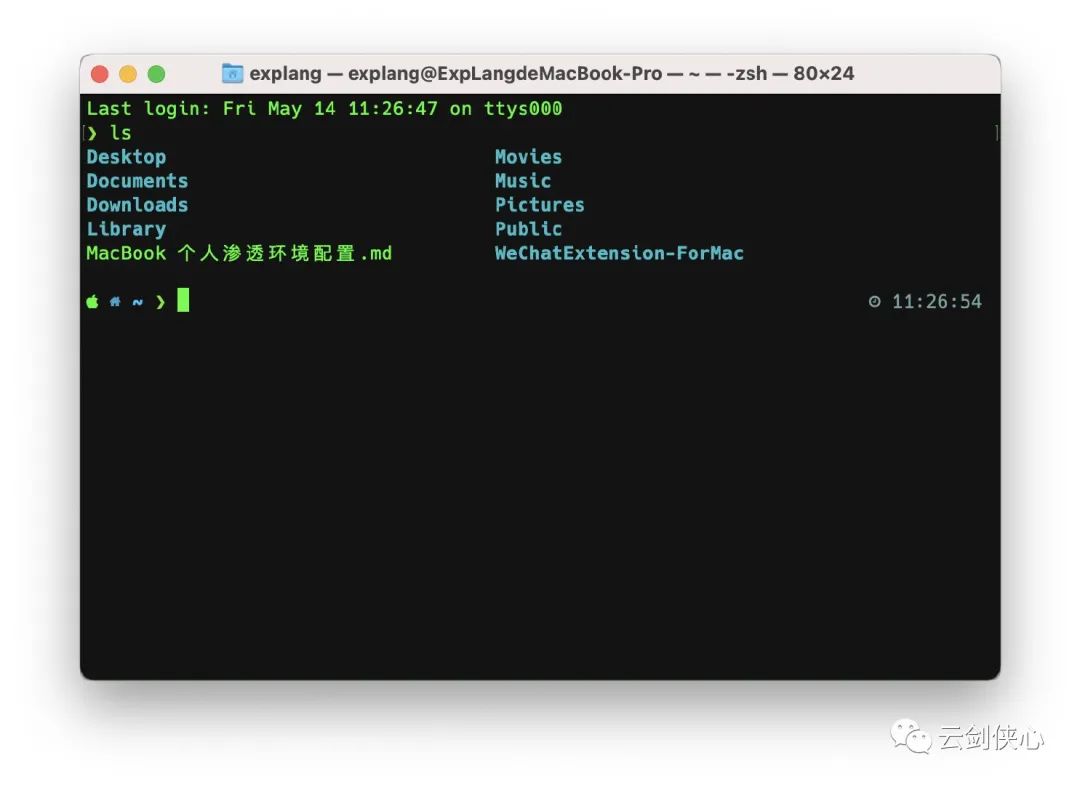 explang — explang@ExpLangdeMacBook-Pro — ~ — -zsh — 80×24
Last login: Fri May 14 11:26:47 on ttys000
[❯ ls ]
Desktop Movies
Documents Music
Downloads Pictures
Library Public
MacBook 个人渗透环境配置.md WeChatExtension-ForMac
~ ❯ 11:26:54
云剑侠心